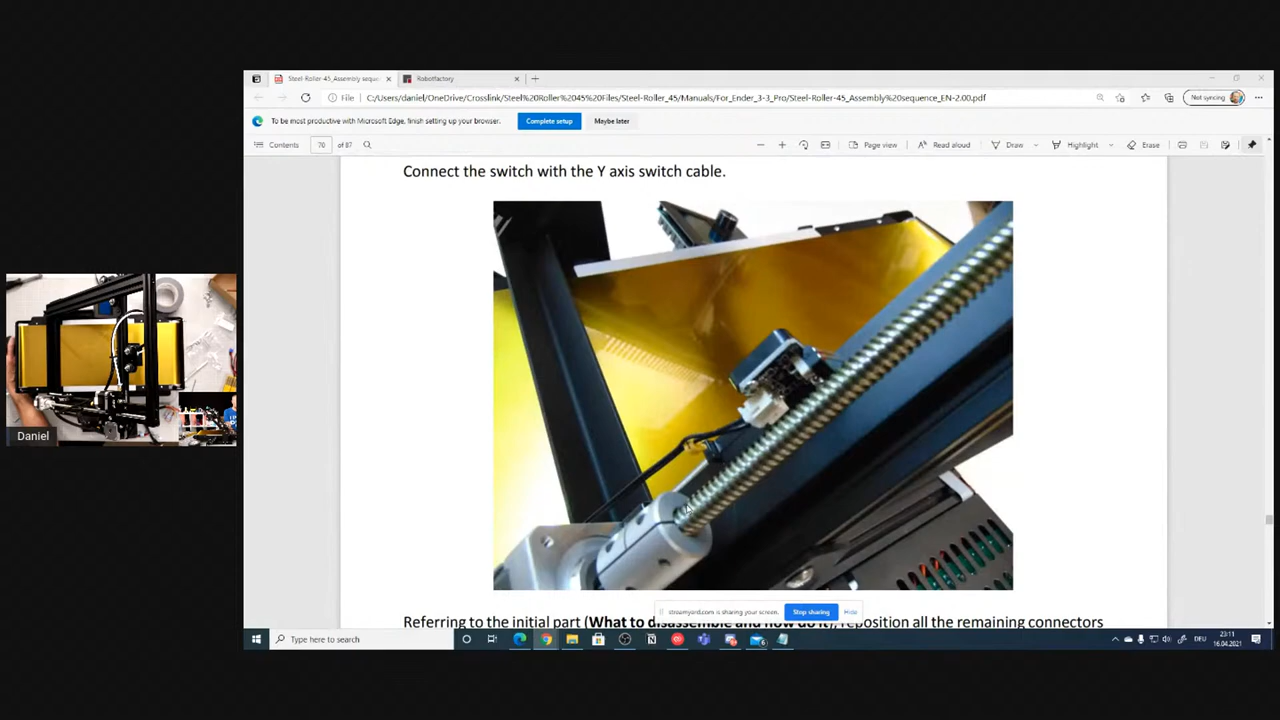 Steel-Roller-45_Assembly seque
Robotfactory
File
C:/Users/daniel/OneDrive/Crosslink/Steel%20Roller%2045%20Files/Steel-Roller_45/Manuals/For_Ender_3-3_Pro/Steel-Roller-45_Assembly%20sequence_EN-2.00.pdf
Not syncing
To be most productive with Microsoft Edge, finish setting up your browser.
Complete setup
Maybe later
Contents
70 of 87
Page view
Read aloud
Draw
Highlight
Erase
Connect the switch with the Y axis switch cable.
Daniel
streamyard.com is sharing your screen.
Stop sharing
Hide
Referring to the initial part (What to disassemble and how do it), reposition all the remaining connectors
Type here to search
6
DEU
23:11
16.04.2021